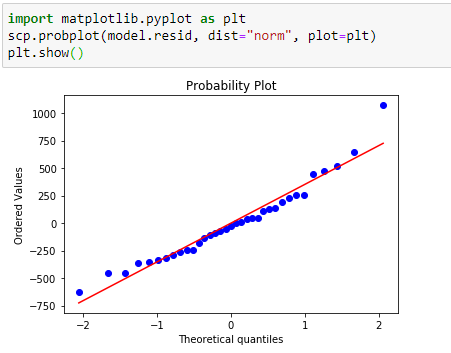 import matplotlib.pyplot as plt
scp.probplot(model.resid, dist="norm", plot=plt)
plt.show()
Probability Plot
1000
750
500
250
0
−250
−500
−750
Ordered Values
−2 −1 0 1 2
Theoretical quantiles